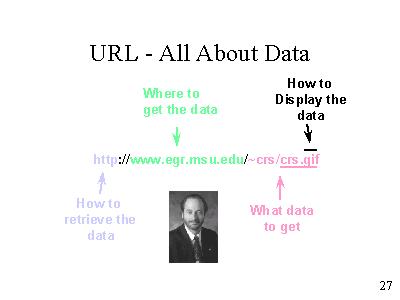 URL - All About Data
Where to
get the data
How to
Display the
data
http://www.egr.msu.edu/~crs/crs.gif
How to
retrieve the
data
What data
to get
27